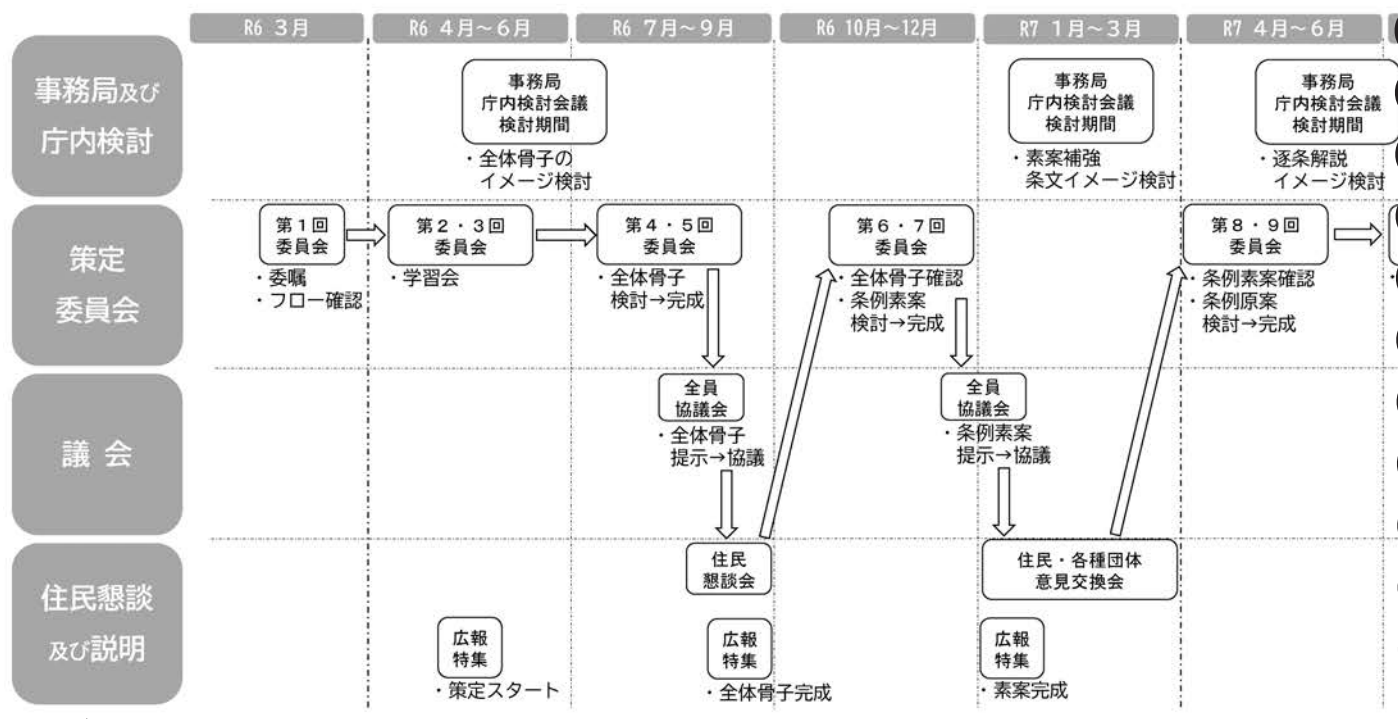 R6 3月
R6 4月～6月
R6 7月～9月
R6 10月～12月
R7 1月～3月
R7 4月～6月
事務局及び
庁内検討
事務局
庁内検討会議
検討期間
・全体骨子の
イメージ検討
事務局
庁内検討会議
検討期間
・素案補強
条文イメージ検討
事務局
庁内検討会議
検討期間
・逐条解説
イメージ検討
策定
委員会
第1回
委員会
・委嘱
・フロー確認
第2・3回
委員会
・学習会
第4・5回
委員会
・全体骨子
検討→完成
第6・7回
委員会
・全体骨子確認
・条例素案
検討→完成
第8・9回
委員会
・条例素案確認
・条例原案
検討→完成
議会
全員
協議会
・全体骨子
提示→協議
全員
協議会
・条例素案
提示→協議
住民懇談
及び説明
住民
懇談会
住民・各種団体
意見交換会
広報
特集
・策定スタート
広報
特集
・全体骨子完成
広報
特集
・素案完成